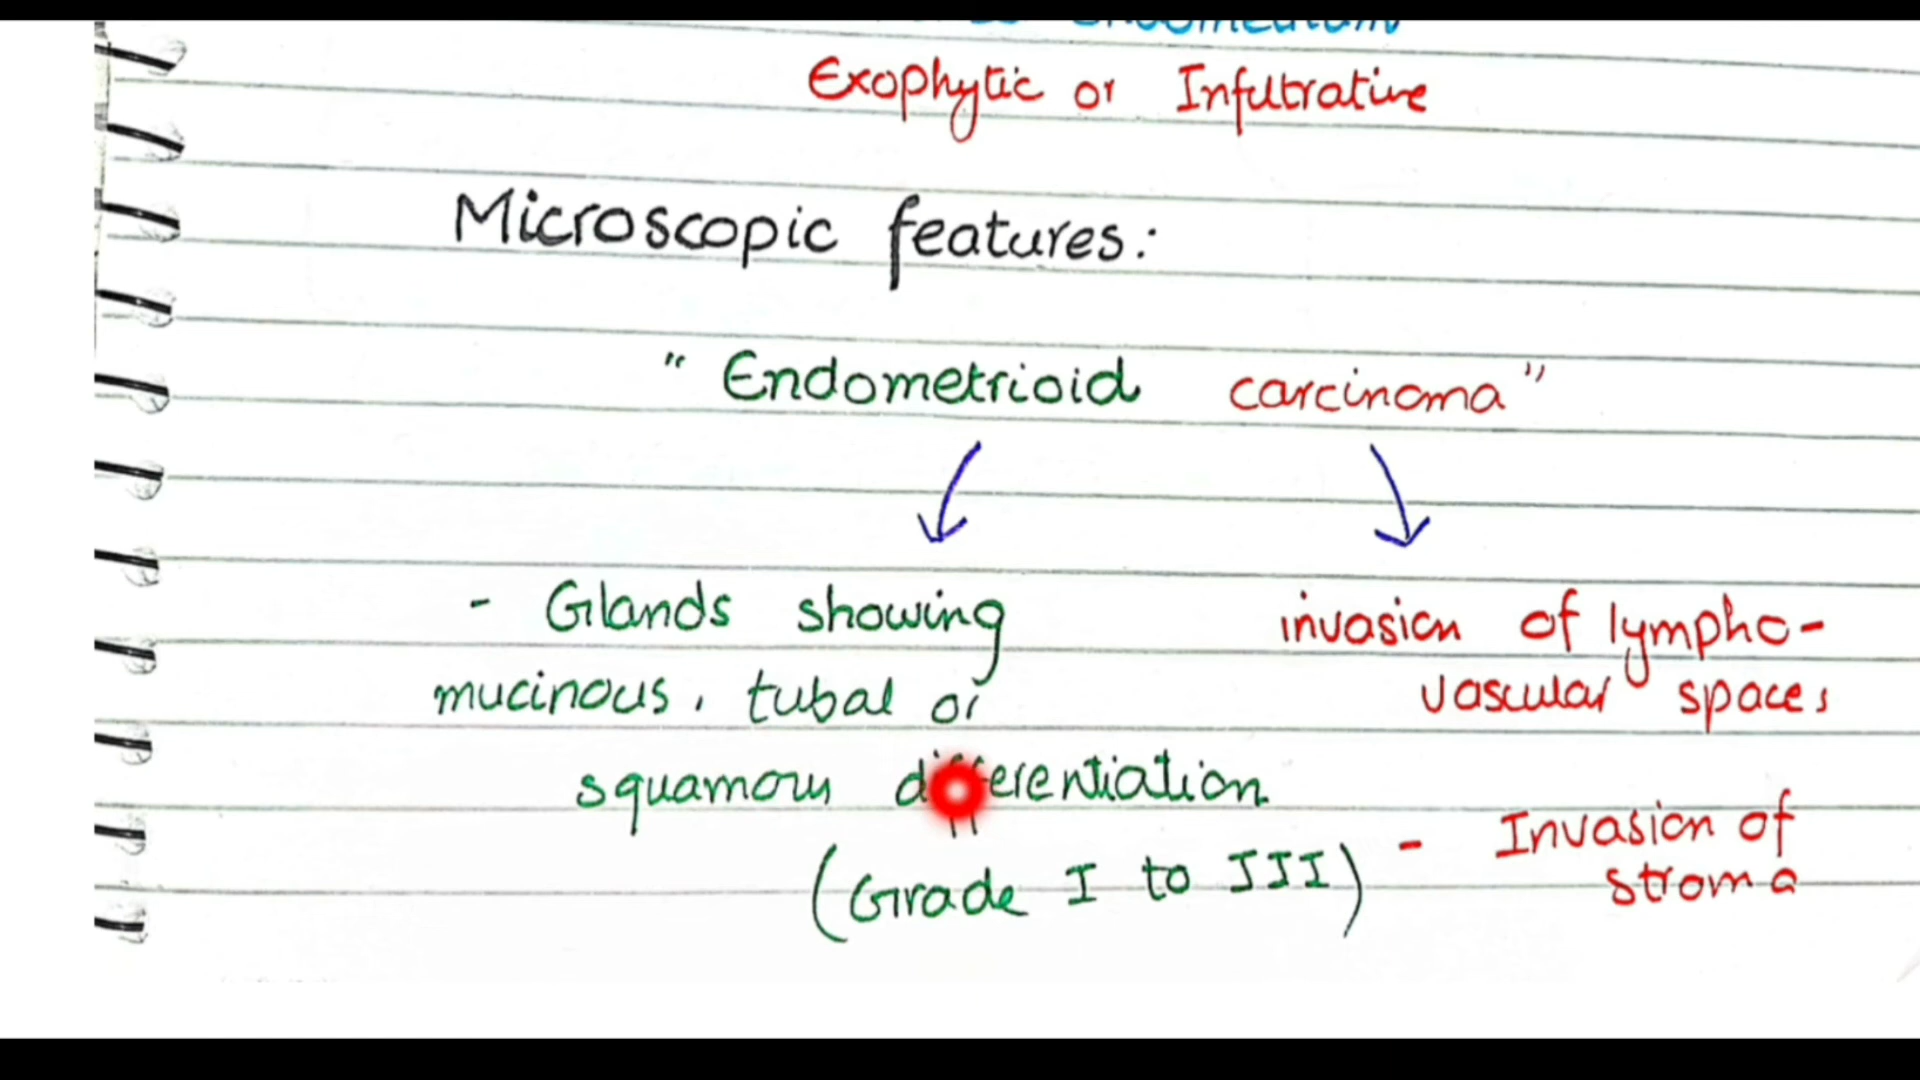 Exophytic or Infiltrative
Microscopic features:
" Endometrioid carcinoma "
- Glands showing
mucinous, tubal or
squamous differentiation
(Grade I to III)
invasion of lympho-
vascular spaces
- Invasion of
stroma